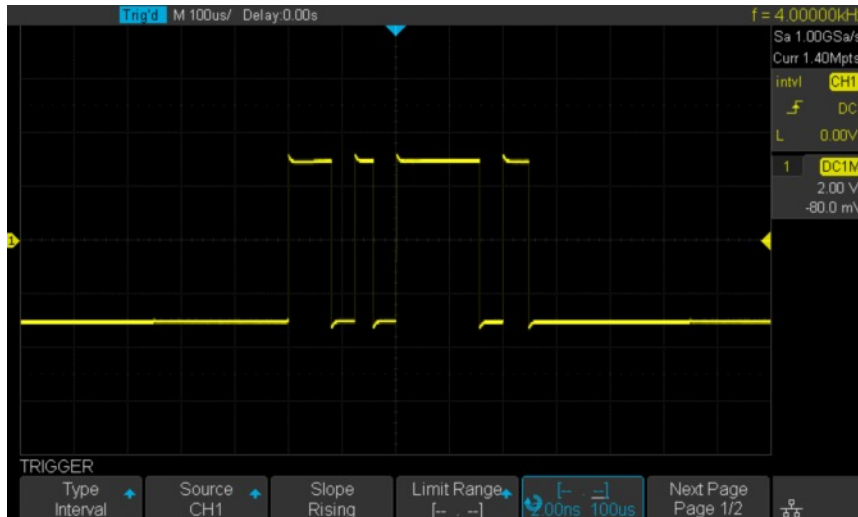 Trig'd M 100us/ Delay:0.00s f = 4.00000kH
Sa 1.00GSa/s
Curr 1.40Mpts
intvl CH1
DC
L 0.00V
1 DC1M
2.00 V
-80.0 mV
1
TRIGGER
Type Source Slope Limit Range [-- . --] Next Page
Interval CH1 Rising [-- . --] 2.00ns 100us Page 1/2